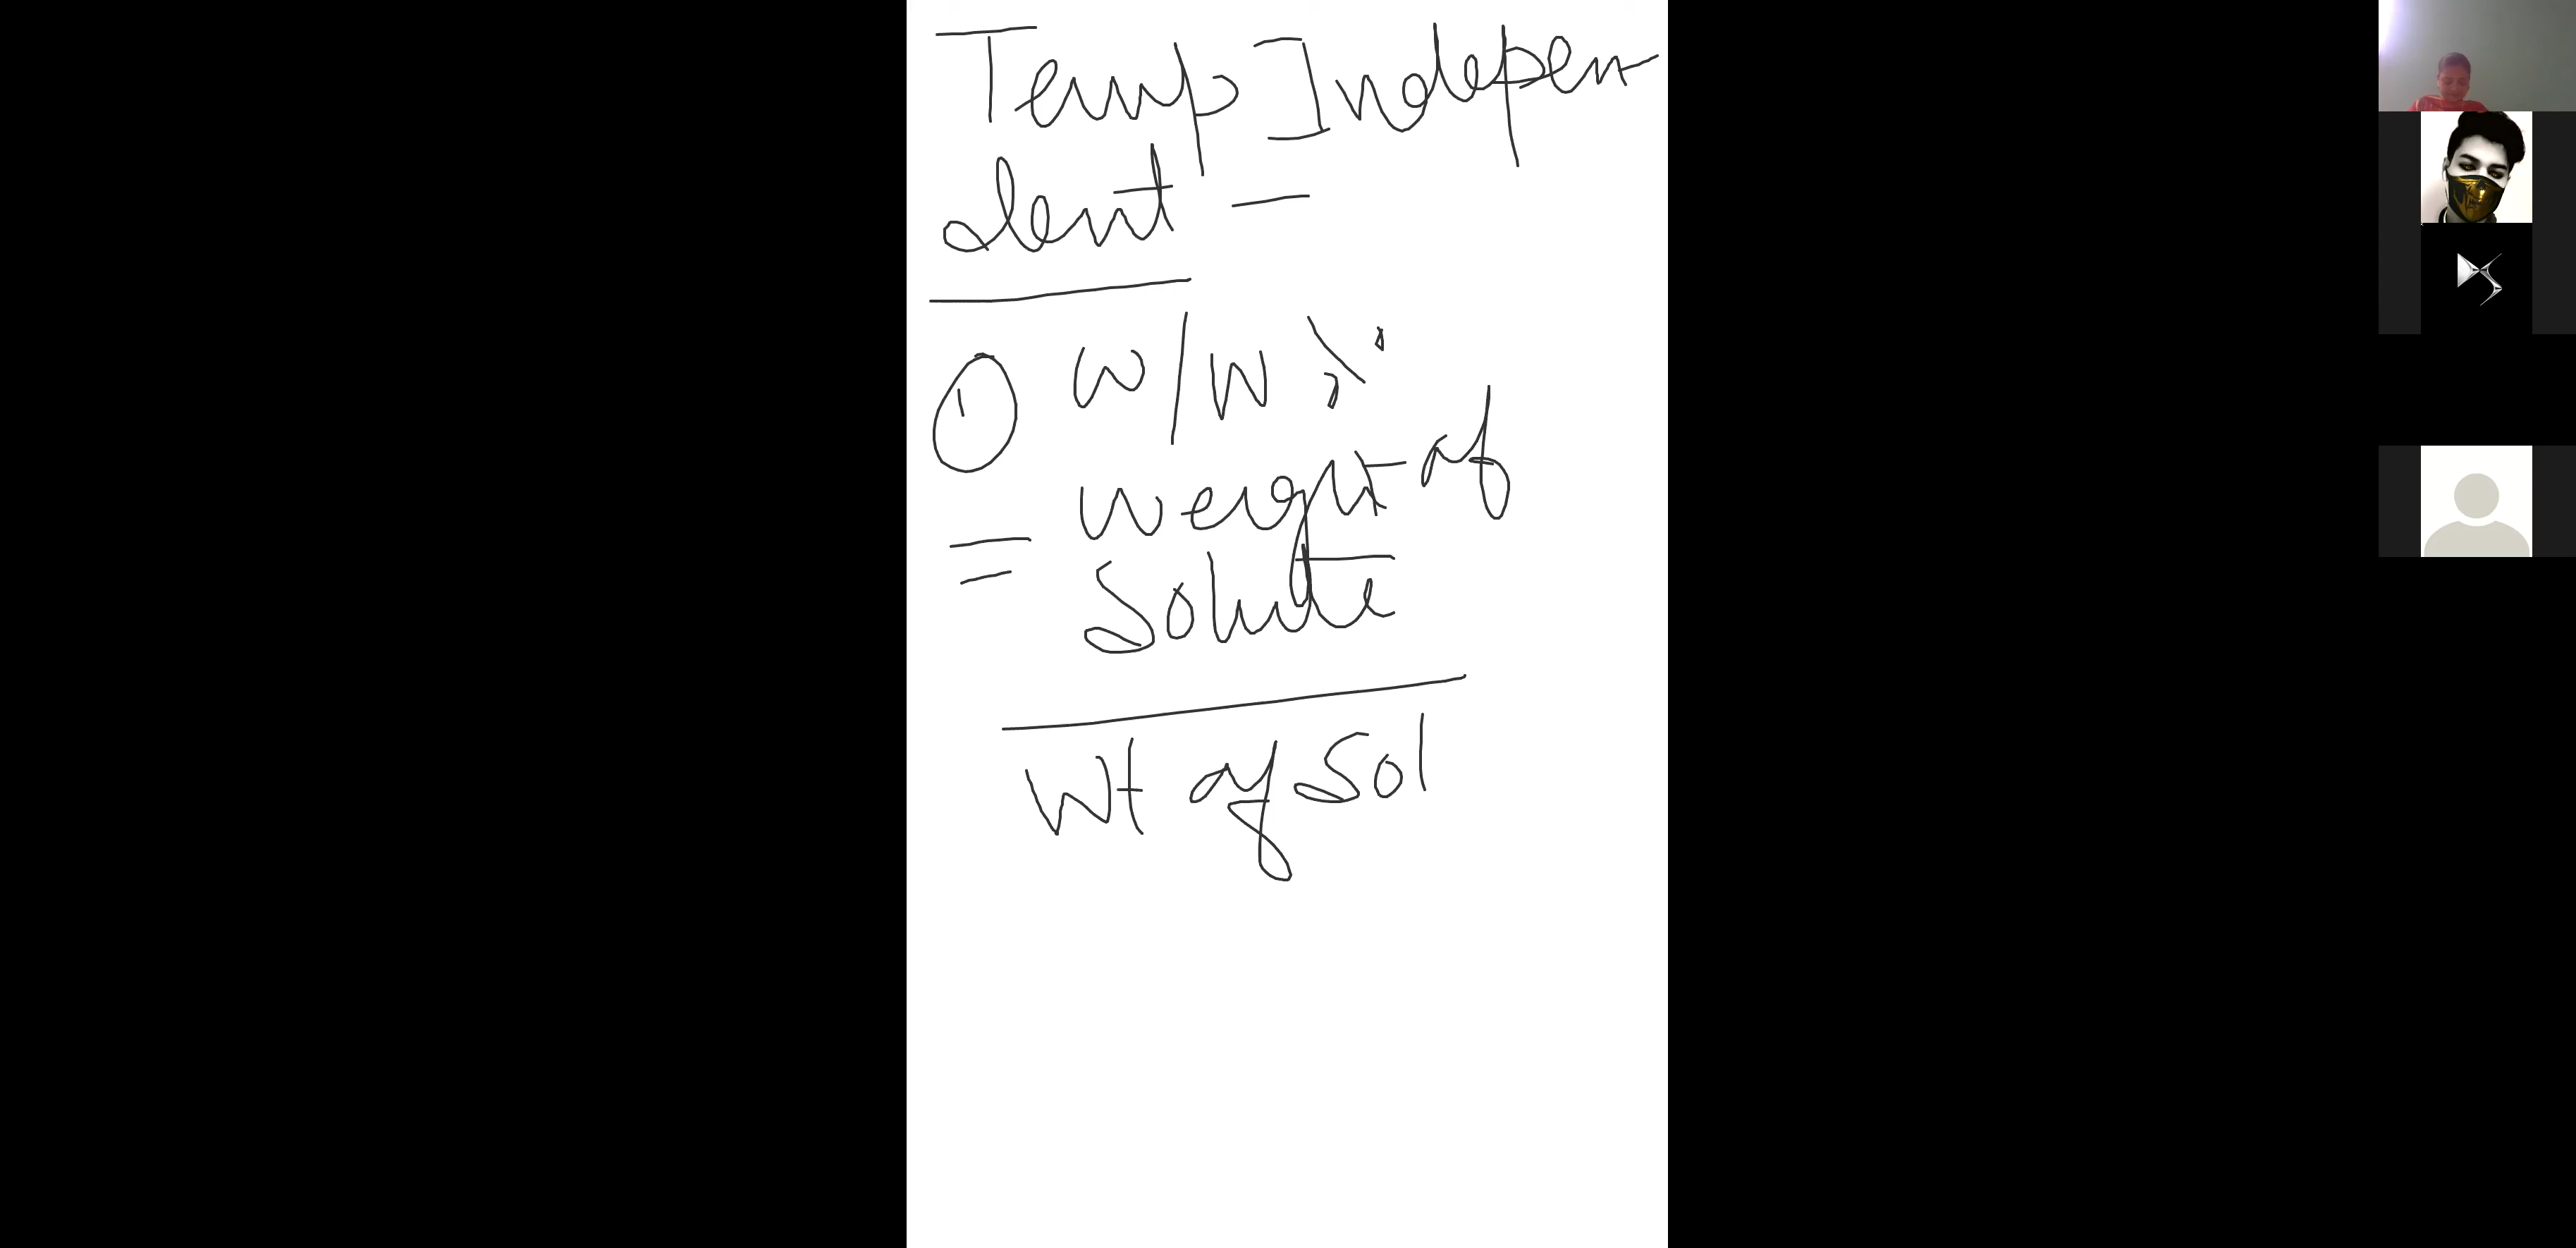 Temp Indepen-
dent -
① W/W %
= Weight of
Solute
Wt of Sol